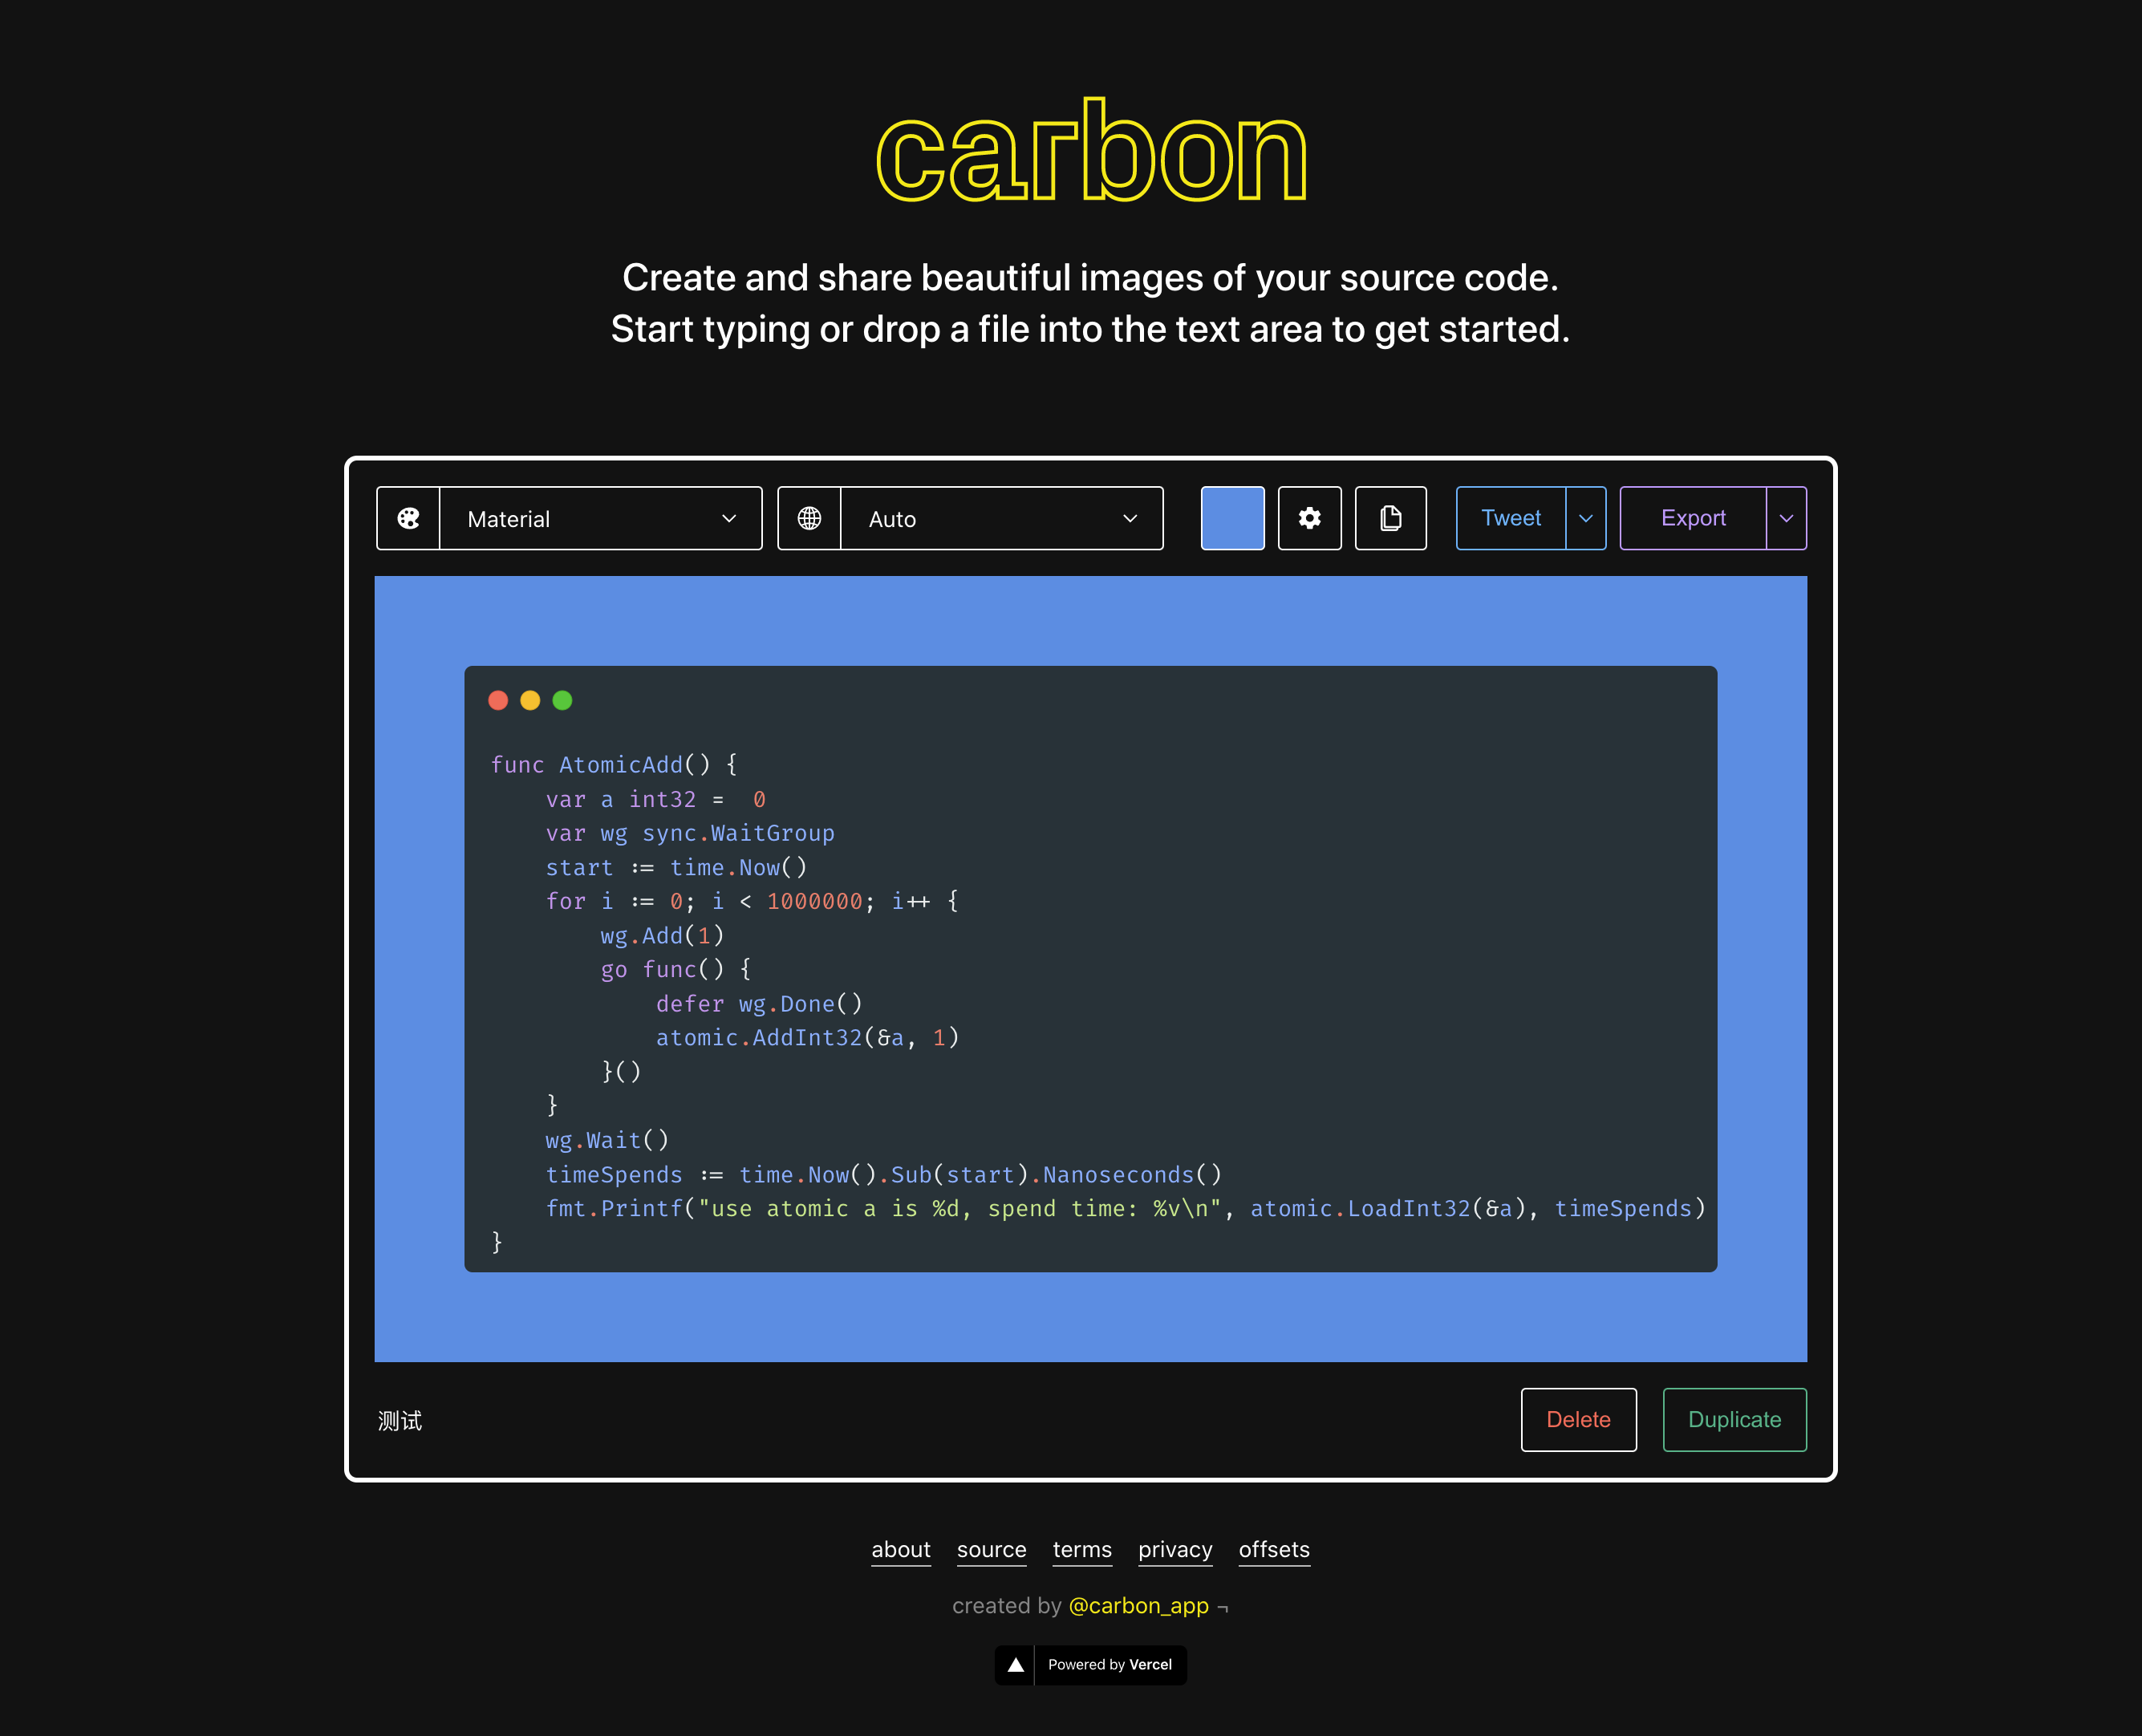 carbon
Create and share beautiful images of your source code.
Start typing or drop a file into the text area to get started.
Material Auto Tweet Export
func AtomicAdd() {
    var a int32 =  0
    var wg sync.WaitGroup
    start := time.Now()
    for i := 0; i < 1000000; i++ {
        wg.Add(1)
        go func() {
            defer wg.Done()
            atomic.AddInt32(&a, 1)
        }()
    }
    wg.Wait()
    timeSpends := time.Now().Sub(start).Nanoseconds()
    fmt.Printf("use atomic a is %d, spend time: %v\n", atomic.LoadInt32(&a), timeSpends)
}
测试 Delete Duplicate
about source terms privacy offsets
created by @carbon_app ¬
Powered by Vercel